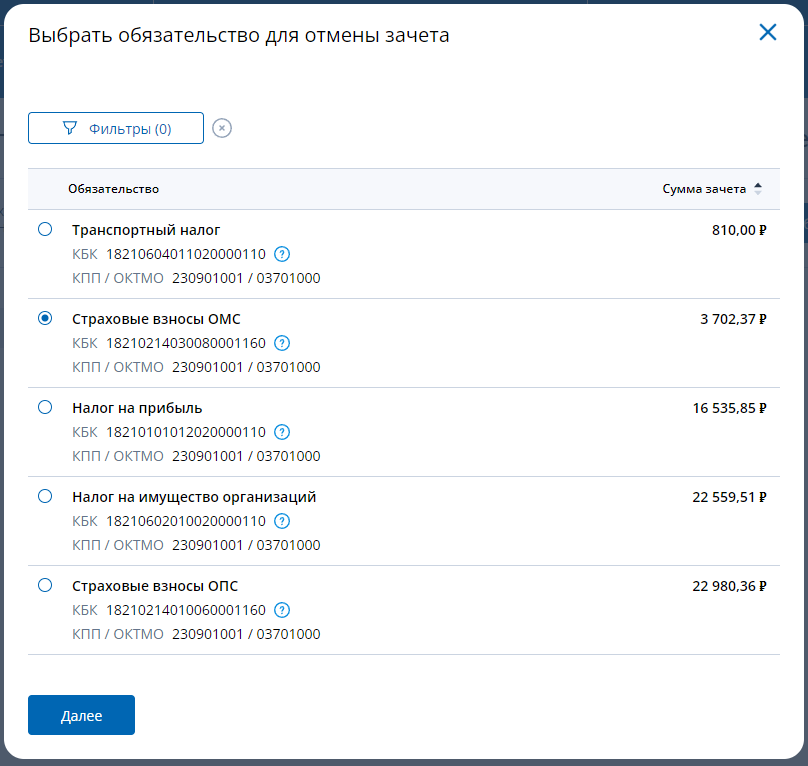 Выбрать обязательство для отмены зачета
Фильтры (0)
Обязательство Сумма зачета
Транспортный налог 810,00 ₽
КБК 18210604011020000110 ?
КПП / ОКТМО 230901001 / 03701000
Страховые взносы ОМС 3 702,37 ₽
КБК 18210214030080001160 ?
КПП / ОКТМО 230901001 / 03701000
Налог на прибыль 16 535,85 ₽
КБК 18210101012020000110 ?
КПП / ОКТМО 230901001 / 03701000
Налог на имущество организаций 22 559,51 ₽
КБК 18210602010020000110 ?
КПП / ОКТМО 230901001 / 03701000
Страховые взносы ОПС 22 980,36 ₽
КБК 18210214010060001160 ?
КПП / ОКТМО 230901001 / 03701000
Далее